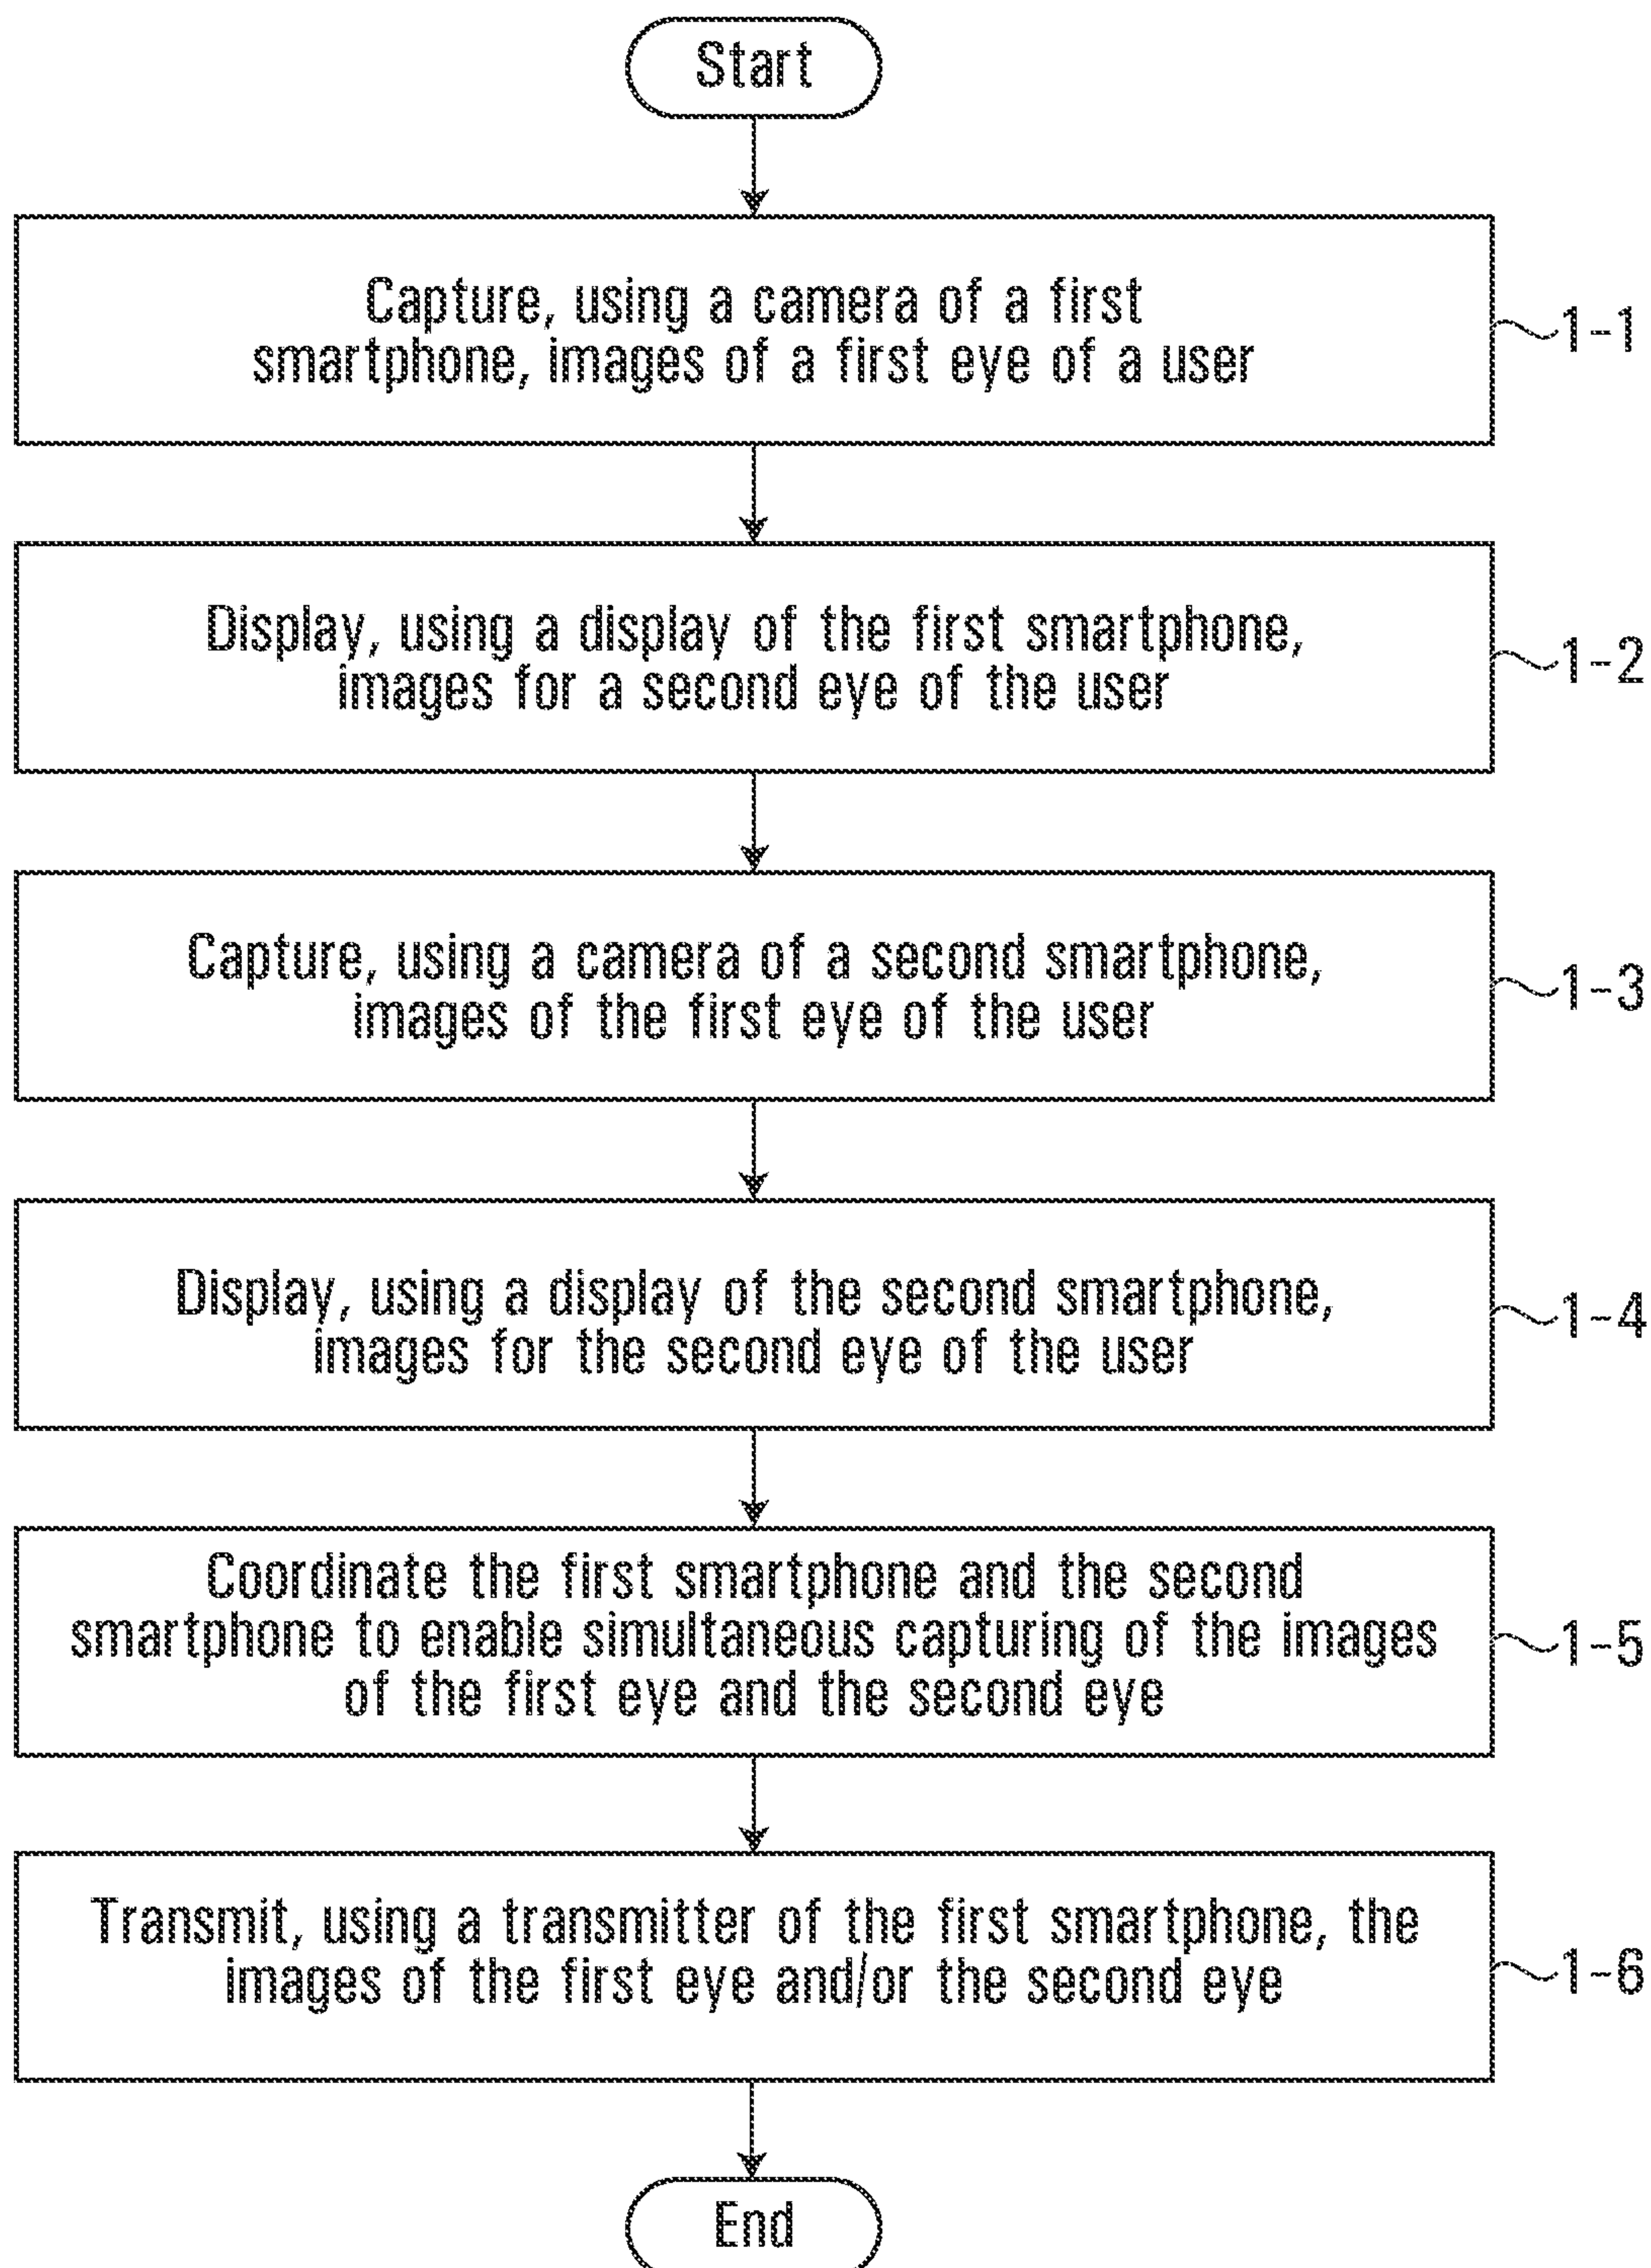 Start
Capture, using a camera of a first
smartphone, images of a first eye of a user
1-1
Display, using a display of the first smartphone,
images for a second eye of the user
1-2
Capture, using a camera of a second smartphone,
images of the first eye of the user
1-3
Display, using a display of the second smartphone,
images for the second eye of the user
1-4
Coordinate the first smartphone and the second
smartphone to enable simultaneous capturing of the images
of the first eye and the second eye
1-5
Transmit, using a transmitter of the first smartphone, the
images of the first eye and/or the second eye
1-6
End